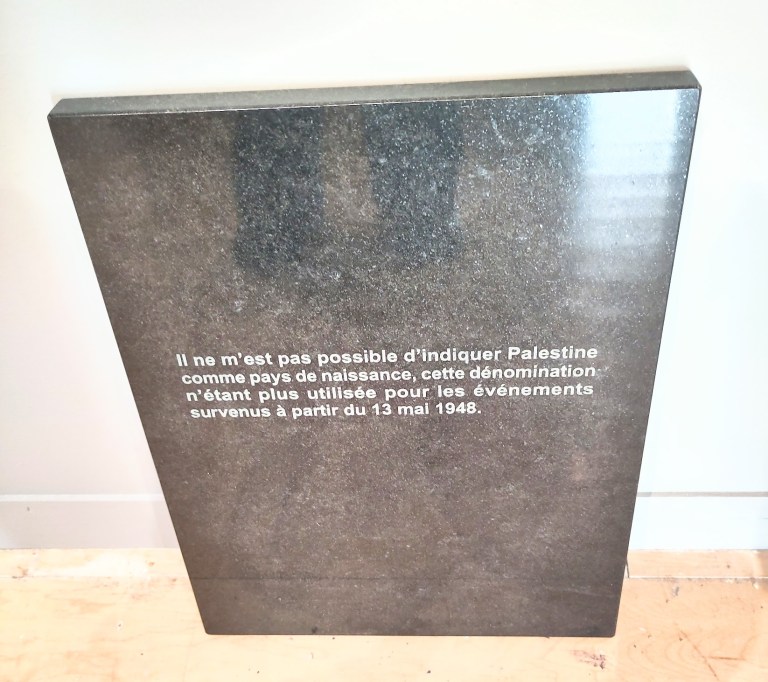 Il ne m'est pas possible d'indiquer Palestine
comme pays de naissance, cette dénomination
n'étant plus utilisée pour les événements
survenus à partir du 13 mai 1948.